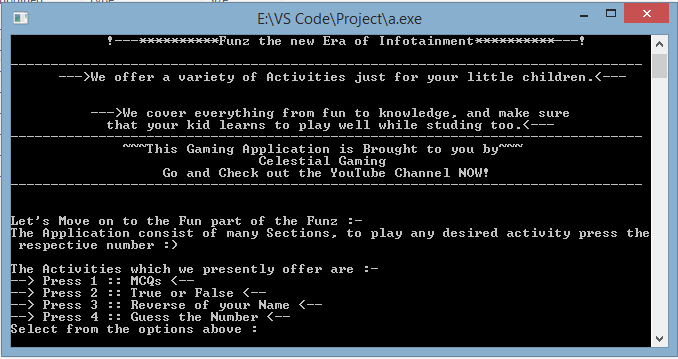 E:\VS Code\Project\a.exe
!---**********Funz the new Era of Infotainment**********---!
--->We offer a variety of Activities just for your little children.<---
--->We cover everything from fun to knowledge, and make sure
that your kid learns to play well while studing too.<---
~~~This Gaming Application is Brought to you by~~~
Celestial Gaming
Go and Check out the YouTube Channel NOW!
Let's Move on to the Fun part of the Funz :-
The Application consist of many Sections, to play any desired activity press the
respective number :)
The Activities which we presently offer are :-
--> Press 1 :: MCQs <--
--> Press 2 :: True or False <--
--> Press 3 :: Reverse of your Name <--
--> Press 4 :: Guess the Number <--
Select from the options above :